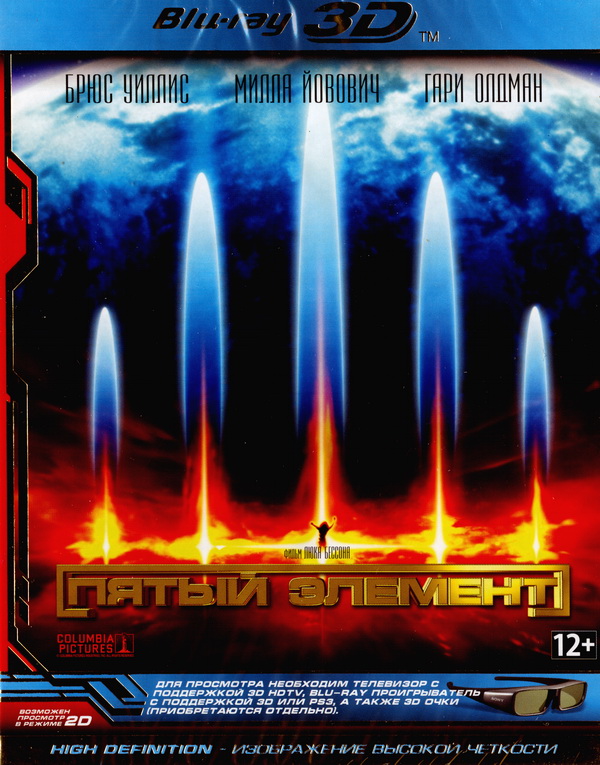 Blu-ray 3D™
БРЮС УИЛЛИС МИЛЛА ЙОВОВИЧ ГАРИ ОЛДМАН
ФИЛЬМ ЛЮКА БЕССОНА
ПЯТЫЙ ЭЛЕМЕНТ
COLUMBIA
PICTURES
12+
ДЛЯ ПРОСМОТРА НЕОБХОДИМ ТЕЛЕВИЗОР С
ПОДДЕРЖКОЙ 3D HDTV, BLU-RAY ПРОИГРЫВАТЕЛЬ
С ПОДДЕРЖКОЙ 3D ИЛИ PS3, А ТАКЖЕ 3D ОЧКИ
(ПРИОБРЕТАЮТСЯ ОТДЕЛЬНО).
SONY
ВОЗМОЖЕН
ПРОСМОТР
В РЕЖИМЕ 2D
HIGH DEFINITION - ИЗОБРАЖЕНИЕ ВЫСОКОЙ ЧЕТКОСТИ